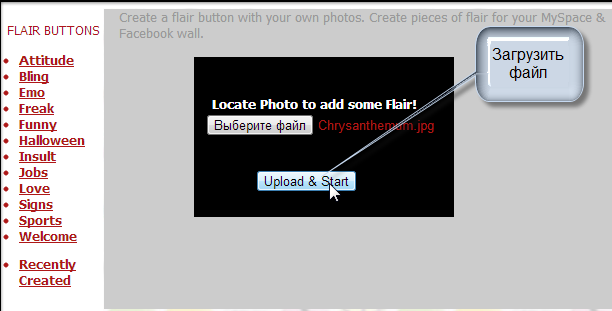 FLAIR BUTTONS
Attitude
Bling
Emo
Freak
Funny
Halloween
Insult
Jobs
Love
Signs
Sports
Welcome
Recently
Created
Create a flair button with your own photos. Create pieces of flair for your MySpace &
Facebook wall.
Locate Photo to add some Flair!
Выберите файл Chrysanthemum.jpg
Upload & Start
Загрузить
файл